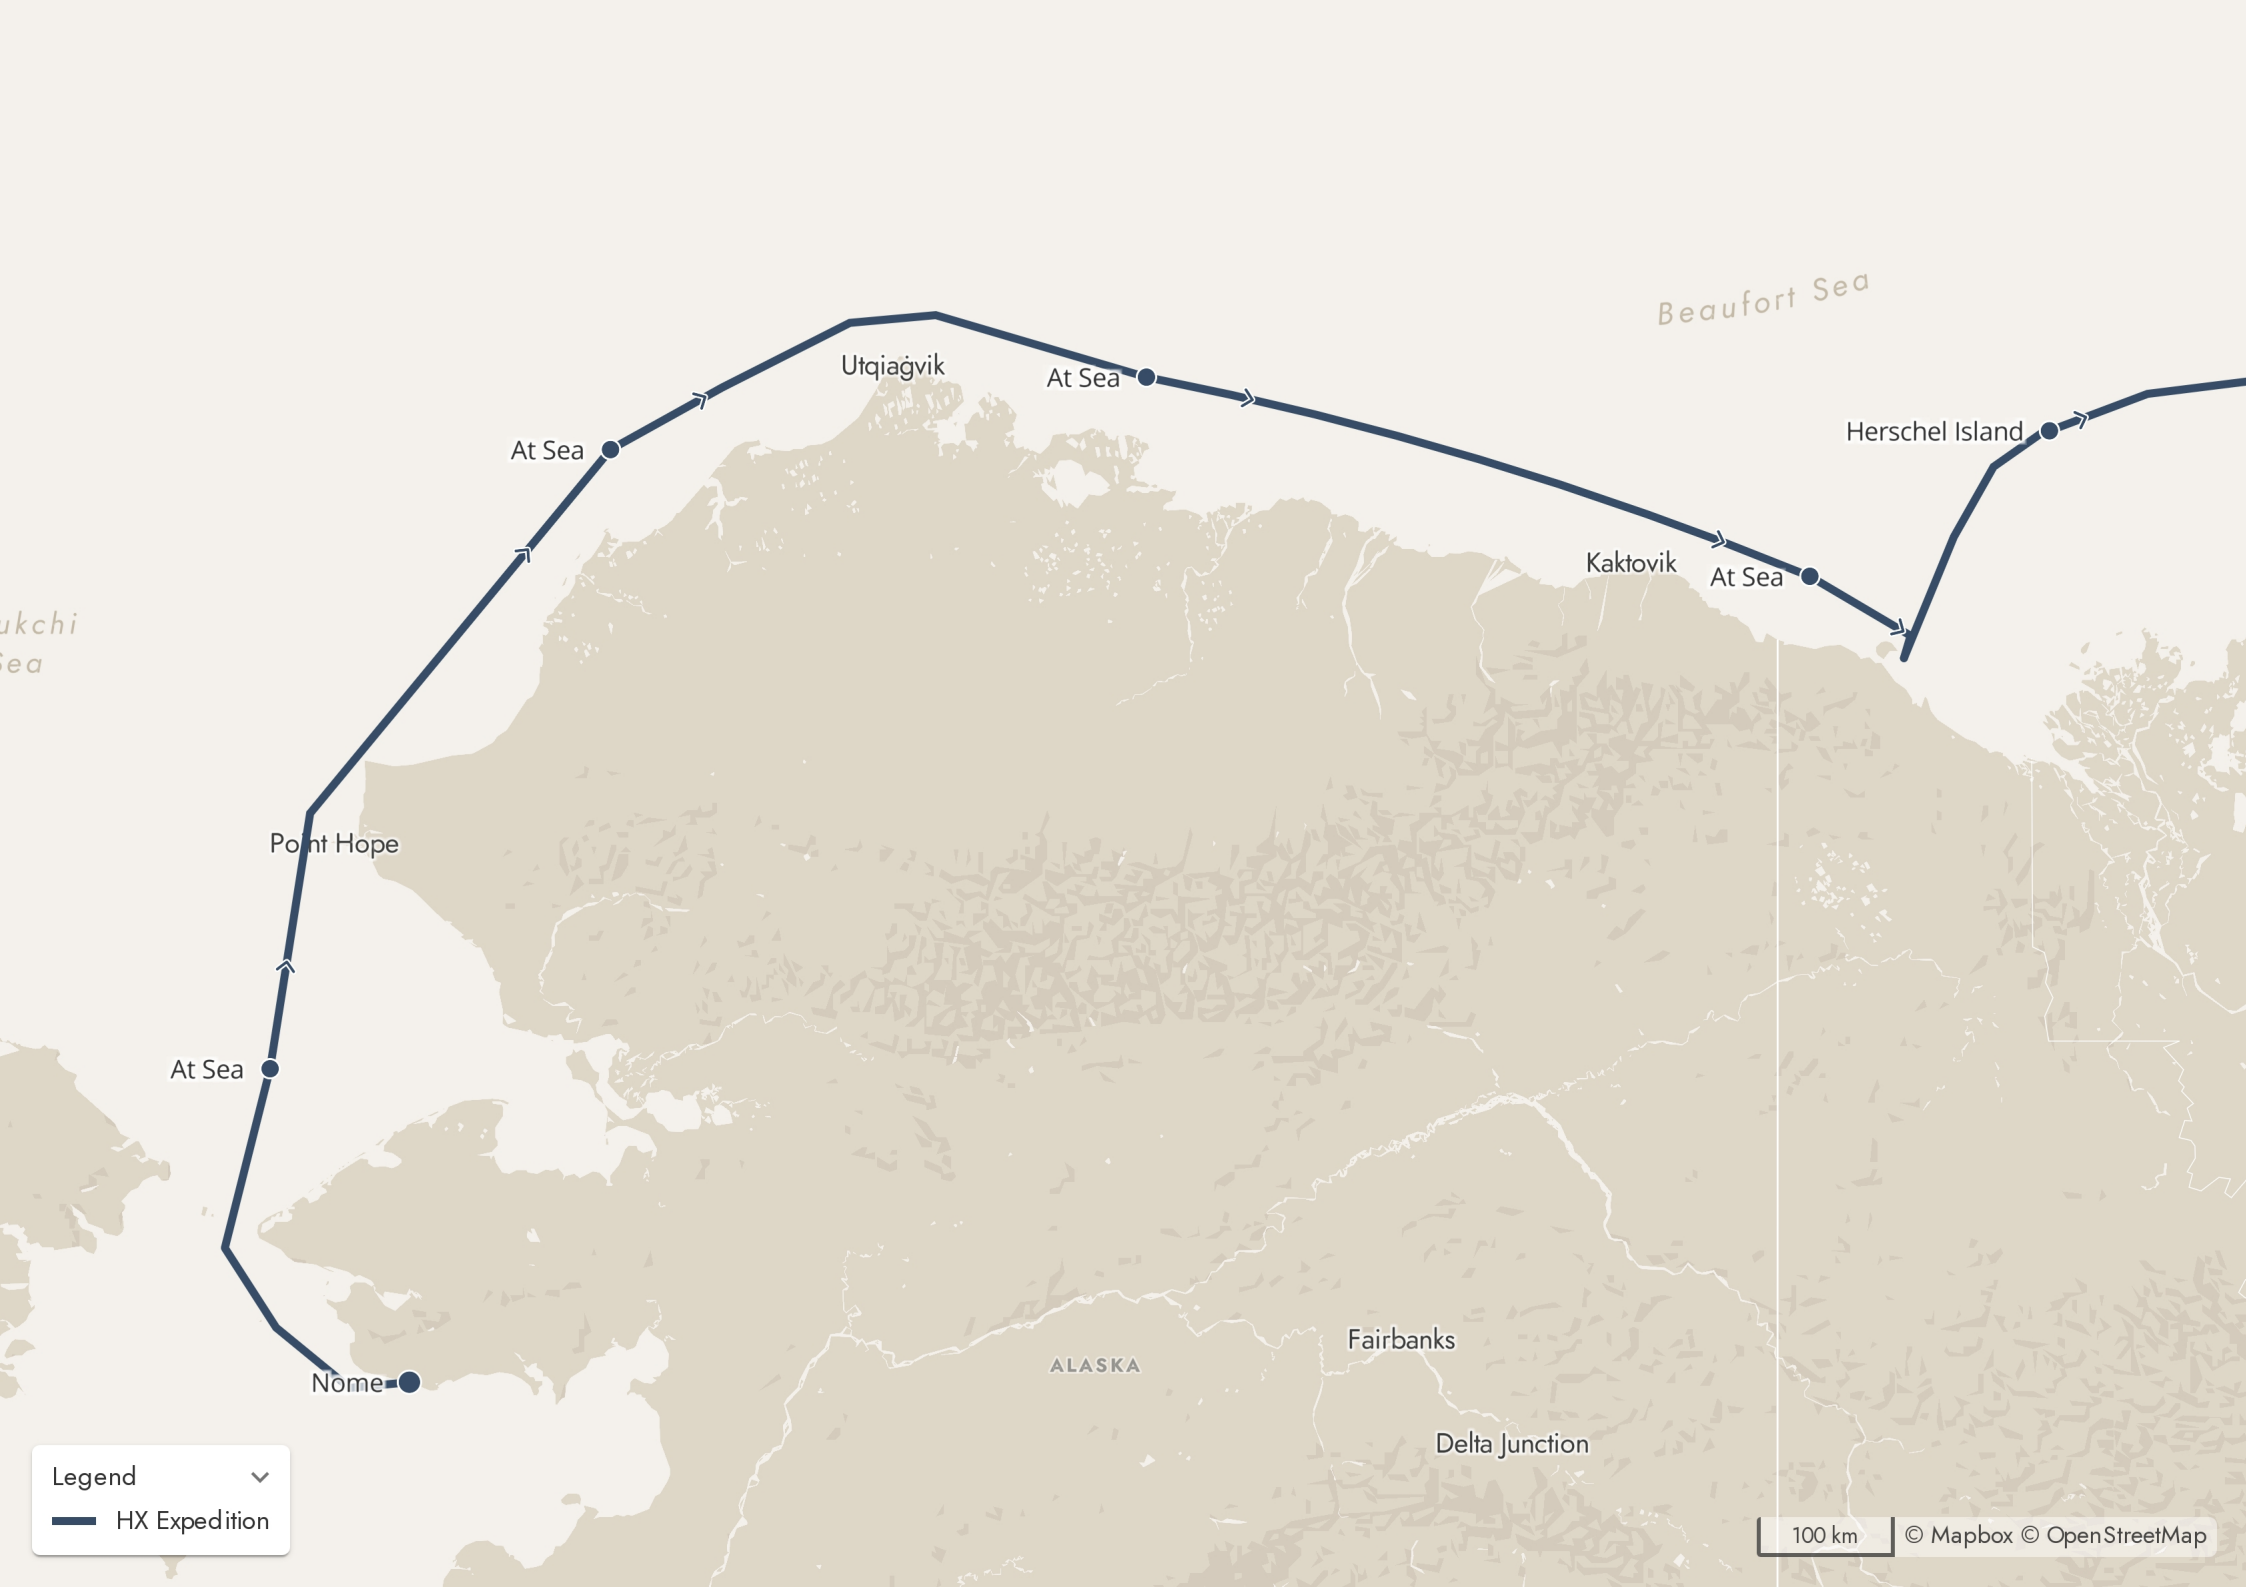 Beaufort Sea
Utqiaġvik
At Sea
Herschel Island
At Sea
Kaktovik
At Sea
ukchi
Sea
Point Hope
At Sea
Fairbanks
ALASKA
Nome
Delta Junction
Legend
HX Expedition
100 km
© Mapbox © OpenStreetMap